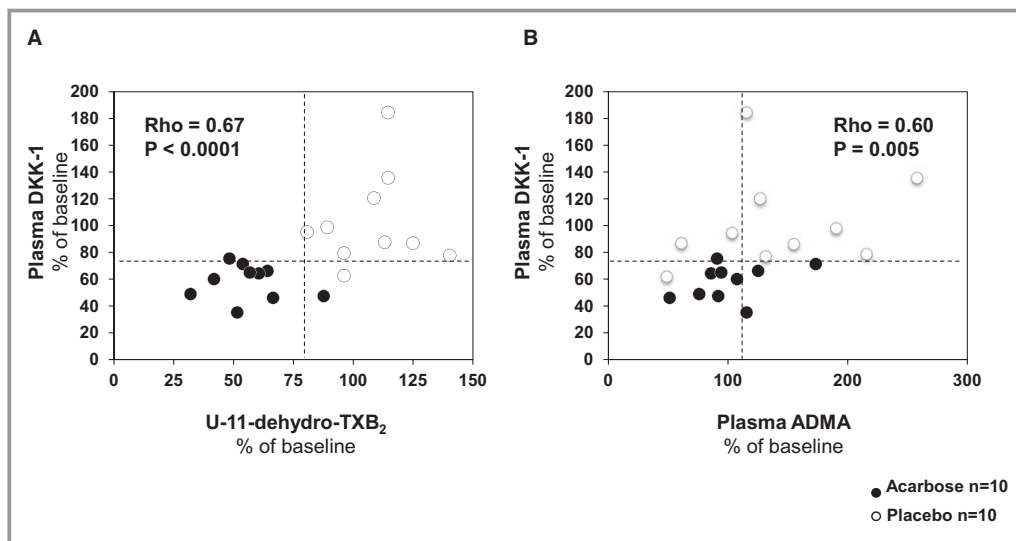 A
Plasma DKK-1
% of baseline
200
180
160
140
120
100
80
60
40
20
0
Rho = 0.67
P < 0.0001
0
25
50
75
100
125
150
U-11-dehydro-TXB₂
% of baseline
B
Plasma DKK-1
% of baseline
200
180
160
140
120
100
80
60
40
20
0
Rho = 0.60
P = 0.005
0
100
200
300
Plasma ADMA
% of baseline
Acarbose n=10
Placebo n=10